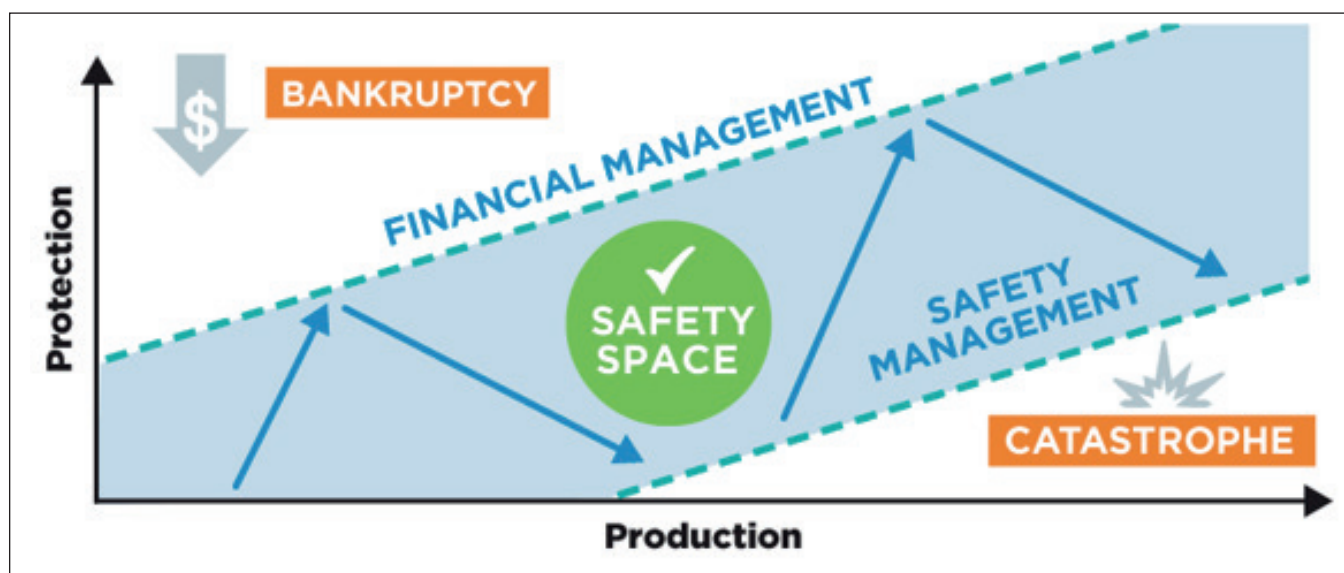 $
BANKRUPTCY
FINANCIAL MANAGEMENT
Protection
SAFETY
SPACE
SAFETY
MANAGEMENT
CATASTROPHE
Production